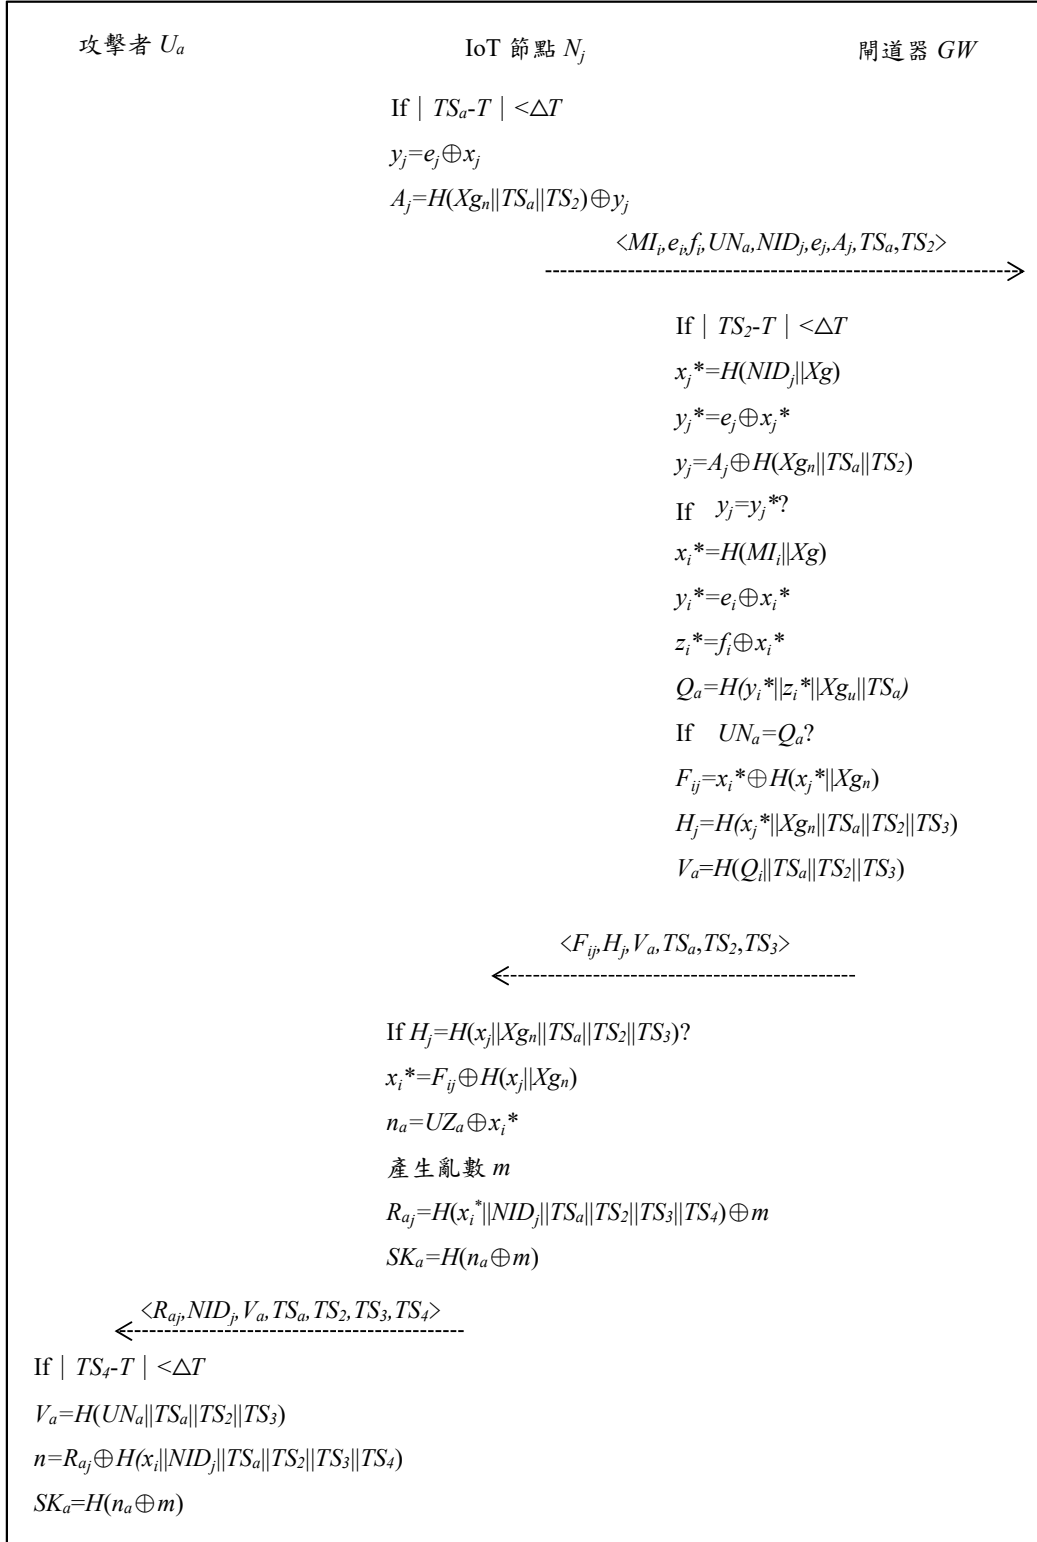 攻擊者 Ua IoT 節點 Nj 閘道器 GW
If | TSa-T | <△T
yj=ej⊕xj
Aj=H(Xgn||TSa||TS2)⊕yj
<MIi,ei,fi,UNa,NIDj,ej,Aj,TSa,TS2>
If | TS2-T | <△T
xj*=H(NIDj||Xg)
yj*=ej⊕xj*
yj=Aj⊕H(Xgn||TSa||TS2)
If yj=yj*?
xi*=H(MIi||Xg)
yi*=ei⊕xi*
zi*=fi⊕xi*
Qa=H(yi*||zi*||Xgu||TSa)
If UNa=Qa?
Fij=xi*⊕H(xj*||Xgn)
Hj=H(xj*||Xgn||TSa||TS2||TS3)
Va=H(Qi||TSa||TS2||TS3)
<Fij,Hj,Va,TSa,TS2,TS3>
If Hj=H(xj||Xgn||TSa||TS2||TS3)?
xi*=Fij⊕H(xj||Xgn)
na=UZa⊕xi*
產生亂數 m
Raj=H(xi*||NIDj||TSa||TS2||TS3||TS4)⊕m
SKa=H(na⊕m)
<Raj,NIDj,Va,TSa,TS2,TS3,TS4>
If | TS4-T | <△T
Va=H(UNa||TSa||TS2||TS3)
n=Raj⊕H(xi||NIDj||TSa||TS2||TS3||TS4)
SKa=H(na⊕m)